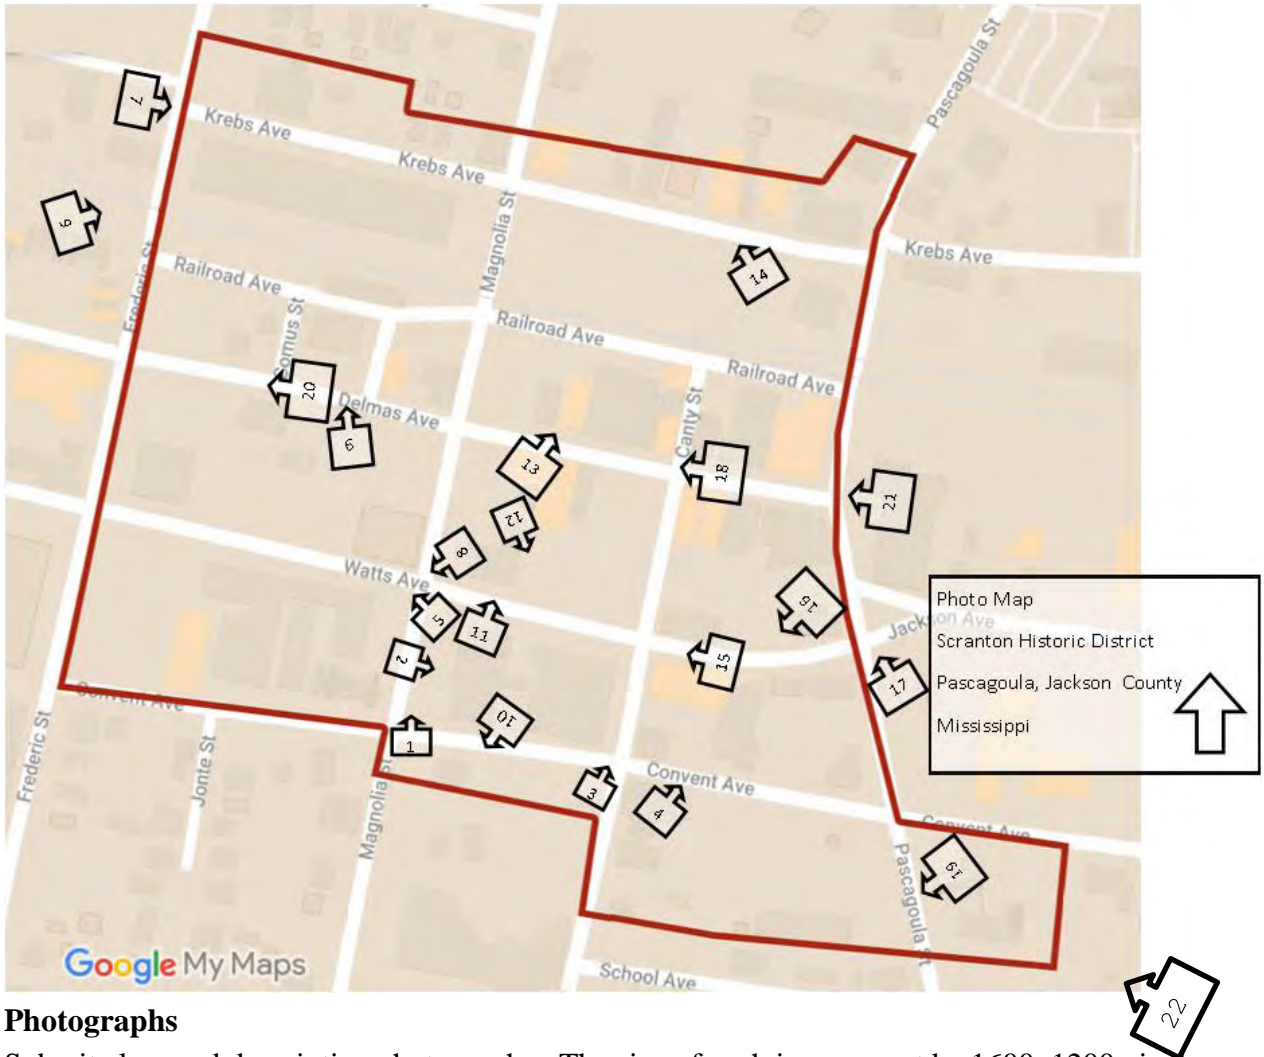 Pascagoula St
7
Krebs Ave
Krebs Ave
Magnolia St
9
Frederic St
Railroad Ave
Krebs Ave
14
Comus St
Railroad Ave
Railroad Ave
20
Delmas Ave
6
Canty St
13
18
21
12
8
Watts Ave
5
11
2
16
Jackson Ave
15
17
Photo Map
Scranton Historic District
Pascagoula, Jackson County
Mississippi
Convent Ave
10
1
Frederic St
Jonte St
Magnolia St
3
4
Convent Ave
Convent Ave
19
Pascagoula St
School Ave
Google My Maps
22
Photographs